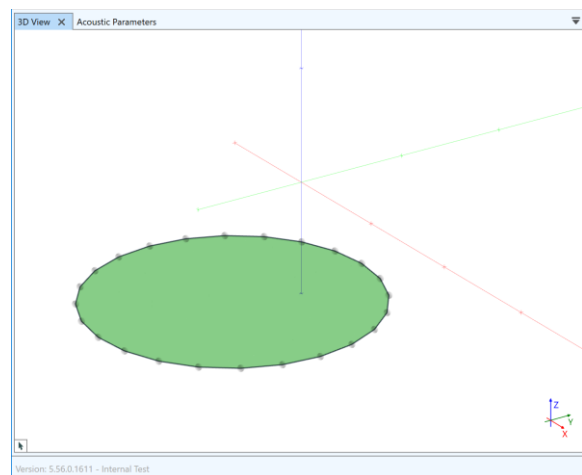 3D View X Acoustic Parameters
Z
Y
X
Version: 5.56.0.1611 - Internal Test